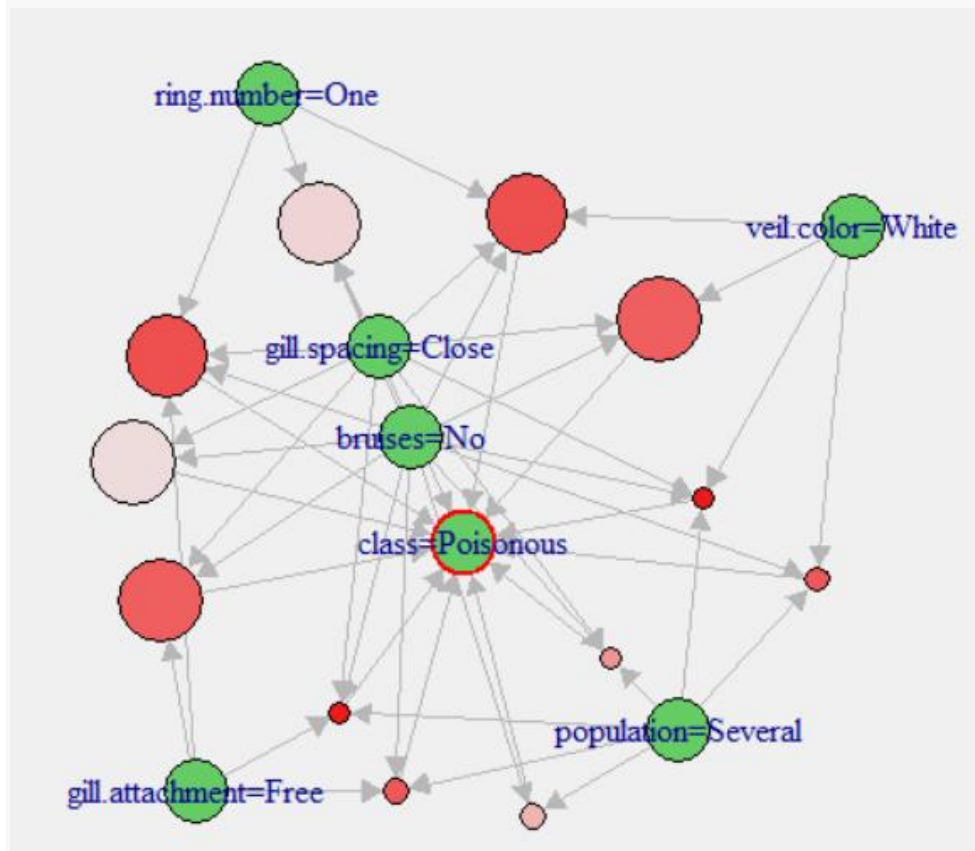 ring.number=One
veil.color=White
gill.spacing=Close
bruises=No
class=Poisonous
population=Several
gill.attachment=Free